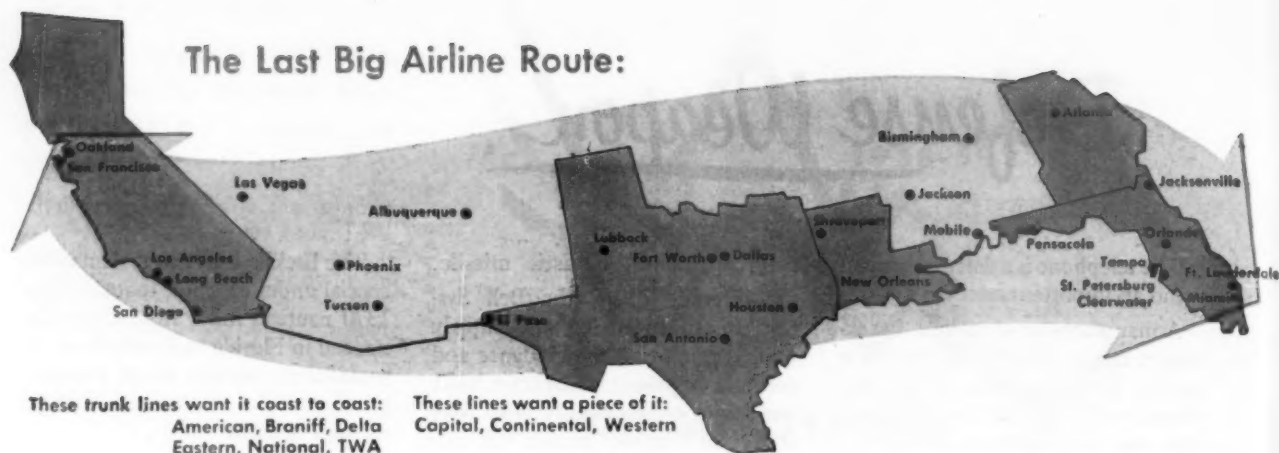 The Last Big Airline Route:
Oakland
San Francisco
Las Vegas
Albuquerque
Los Angeles
Long Beach
Phoenix
San Diego
Tucson
El Paso
Lubbock
Fort Worth
Dallas
Houston
San Antonio
Shreveport
New Orleans
Birmingham
Jackson
Mobile
Atlanta
Jacksonville
Pensacola
Orlando
Tampa
St. Petersburg
Clearwater
Ft. Lauderdale
Miami
These trunk lines want it coast to coast:
American, Braniff, Delta
Eastern, National, TWA
These lines want a piece of it:
Capital, Continental, Western